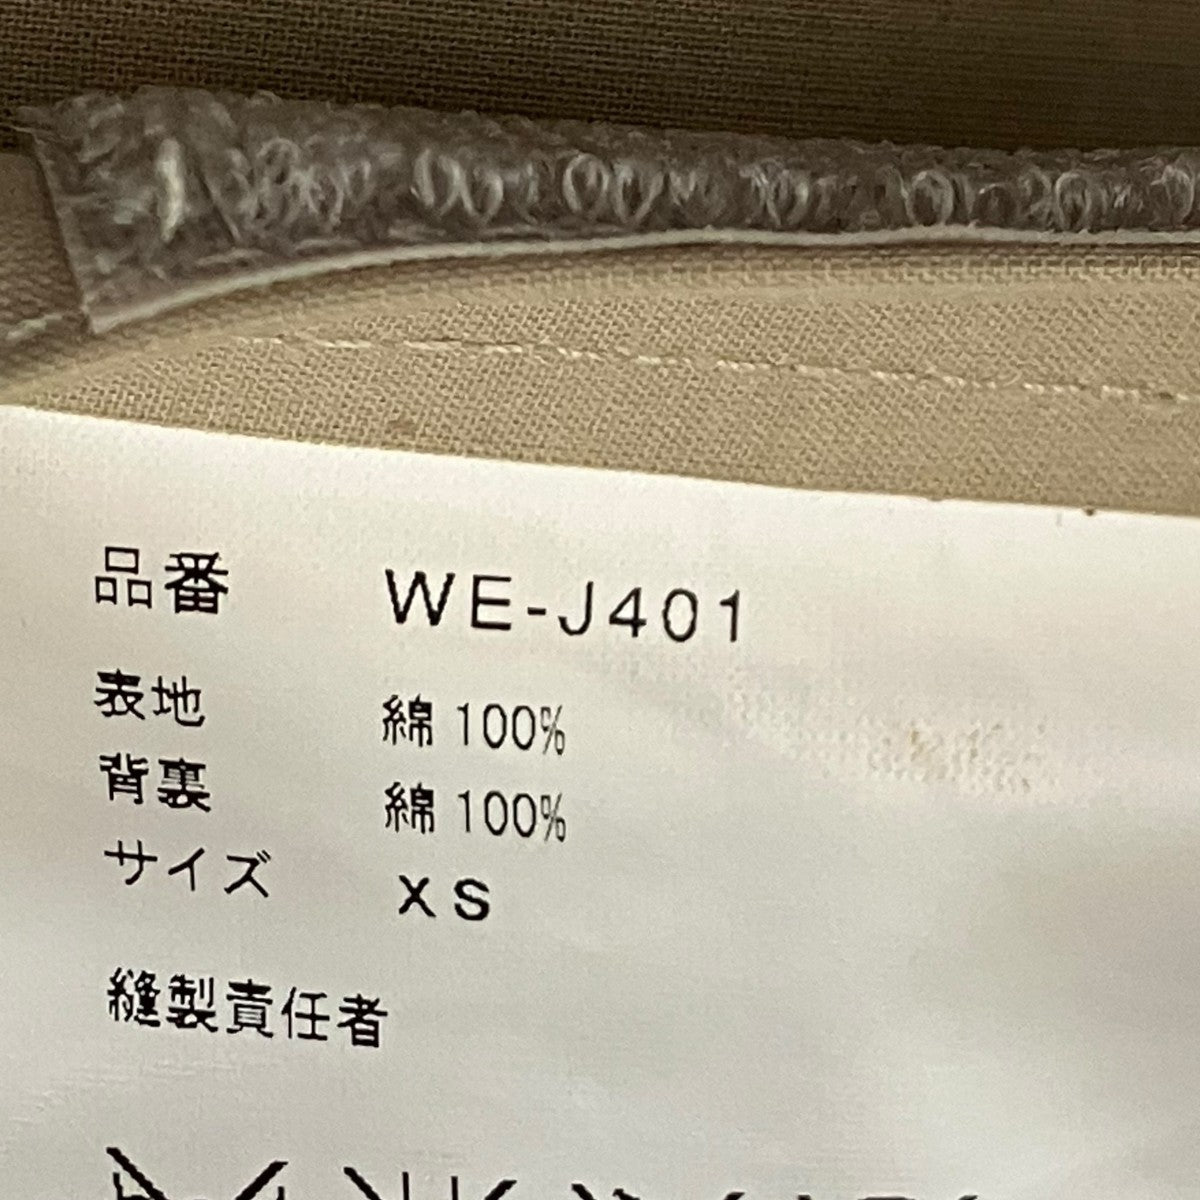 品番 WE-J401
表地 綿 100%
背裏 綿 100%
サイズ XS
縫製責任者